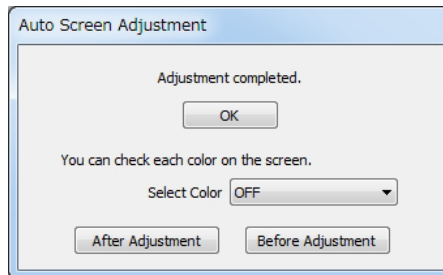 Auto Screen Adjustment
Adjustment completed.
OK
You can check each color on the screen.
Select Color OFF
After Adjustment Before Adjustment